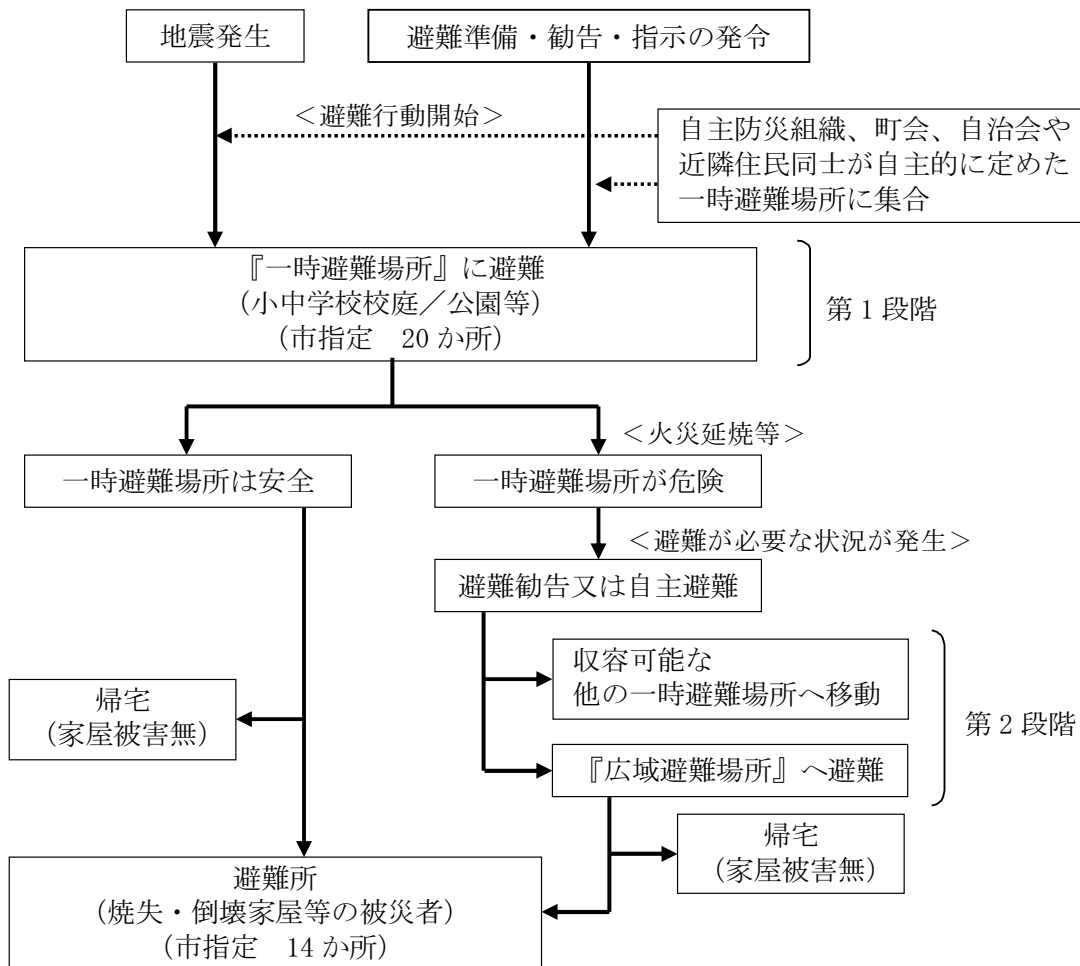 地震発生
避難準備・勧告・指示の発令
＜避難行動開始＞
自主防災組織、町会、自治会や
近隣住民同士が自主的に定めた
一時避難場所に集合
『一時避難場所』に避難
（小中学校校庭／公園等）
（市指定　20 か所）
第１段階
＜火災延焼等＞
一時避難場所は安全
一時避難場所が危険
＜避難が必要な状況が発生＞
避難勧告又は自主避難
収容可能な
他の一時避難場所へ移動
帰宅
（家屋被害無）
第２段階
『広域避難場所』へ避難
帰宅
（家屋被害無）
避難所
（焼失・倒壊家屋等の被災者）
（市指定　14 か所）